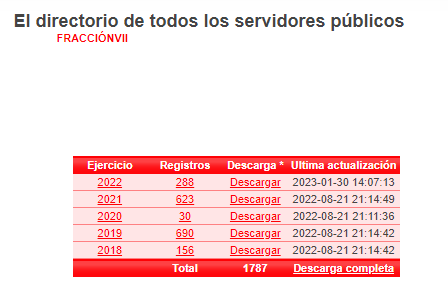 El directorio de todos los servidores públicos
FRACCIÓNVII
Ejercicio Registros Descarga * Ultima actualización
2022 288 Descargar 2023-01-30 14:07:13
2021 623 Descargar 2022-08-21 21:14:49
2020 30 Descargar 2022-08-21 21:11:36
2019 690 Descargar 2022-08-21 21:14:42
2018 156 Descargar 2022-08-21 21:14:42
Total 1787 Descarga completa